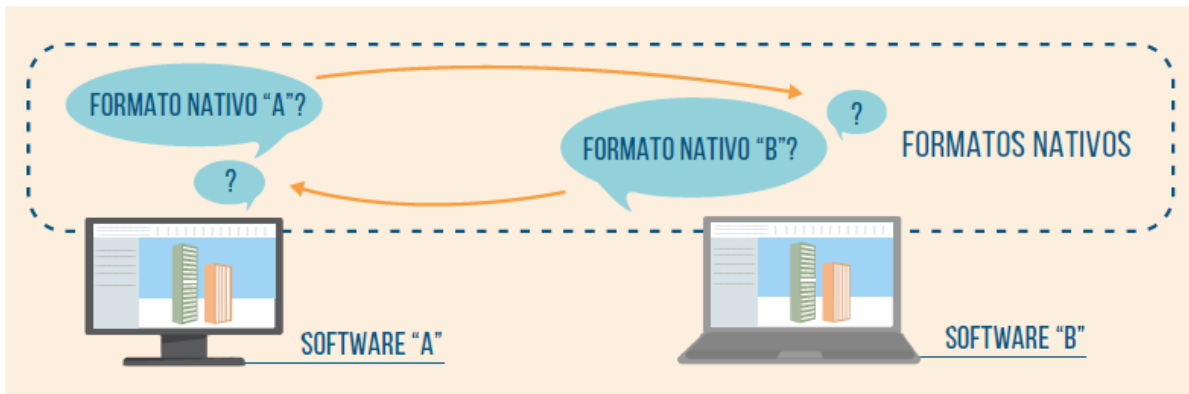 FORMATO NATIVO “A”?
?
FORMATO NATIVO “B”?
?
FORMATOS NATIVOS
SOFTWARE “A”
SOFTWARE “B”